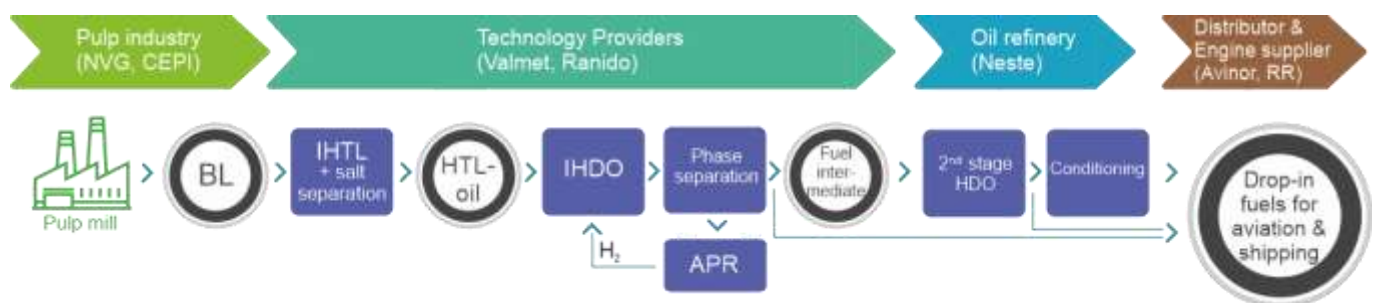 Pulp industry
(NVG, CEPI)
Technology Providers
(Valmet, Ranido)
Oil refinery
(Neste)
Distributor &
Engine supplier
(Avinor, RR)
Pulp mill
BL
IHTL
+ salt
separation
HTL-
oil
IHDO
Phase
separation
Fuel
inter-
mediate
2nd stage
HDO
Conditioning
Drop-in
fuels for
aviation &
shipping
H2
APR